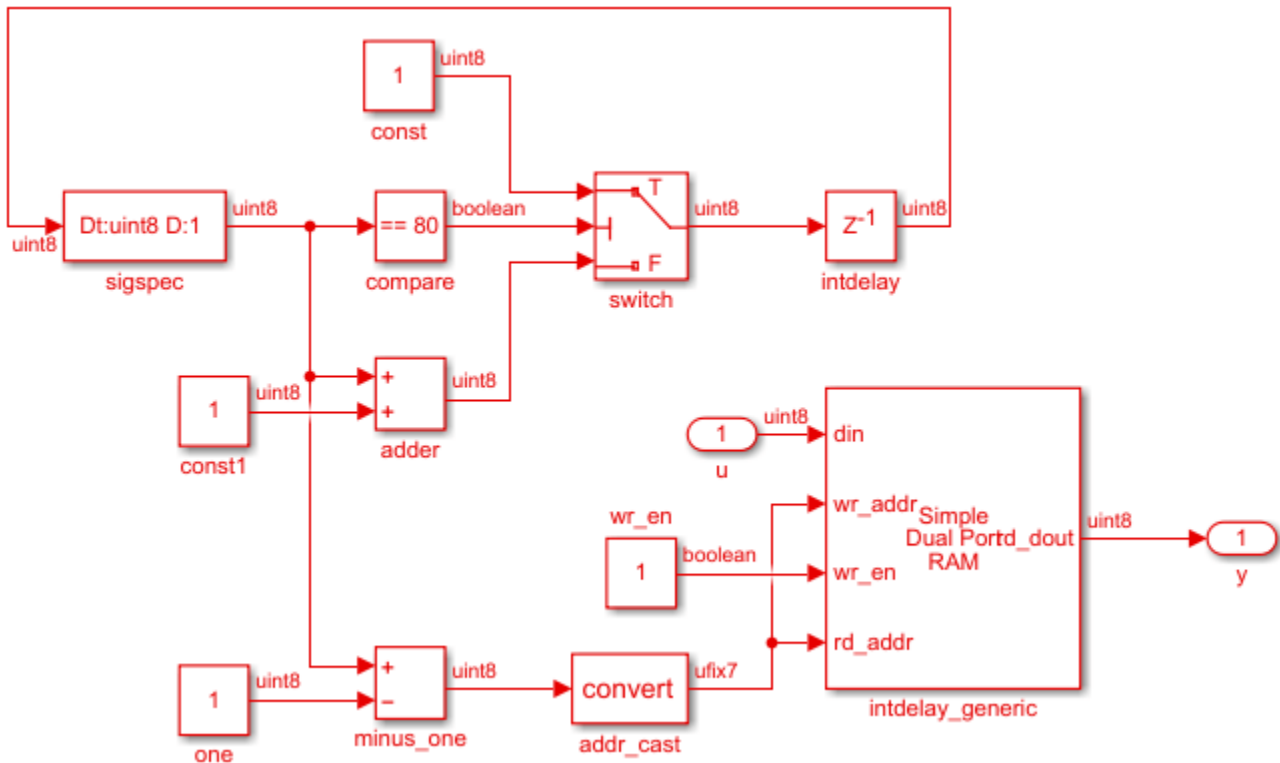 1
uint8
const
uint8
Dt:uint8 D:1
uint8
sigspec
== 80
boolean
compare
T
F
uint8
switch
Z-1
uint8
intdelay
1
uint8
const1
+
+
uint8
adder
1
uint8
u
din
wr_addr
Simple
Dual Port
d_dout
RAM
wr_en
rd_addr
intdelay_generic
uint8
1
y
wr_en
1
boolean
1
uint8
one
+
−
uint8
minus_one
convert
ufix7
addr_cast